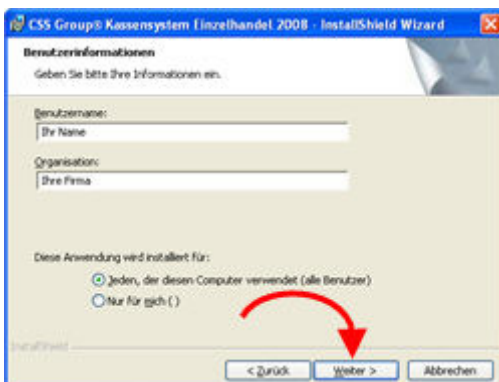 CSS Group® Kassensystem Einzelhandel 2008 - InstallShield Wizard
Benutzerinformationen
Geben Sie bitte Ihre Informationen ein.
Benutzername:
Ihr Name
Organisation:
Ihre Firma
Diese Anwendung wird installiert für:
Jeden, der diesen Computer verwendet (alle Benutzer)
Nur für mich ( )
InstallShield
< Zurück
Weiter >
Abbrechen